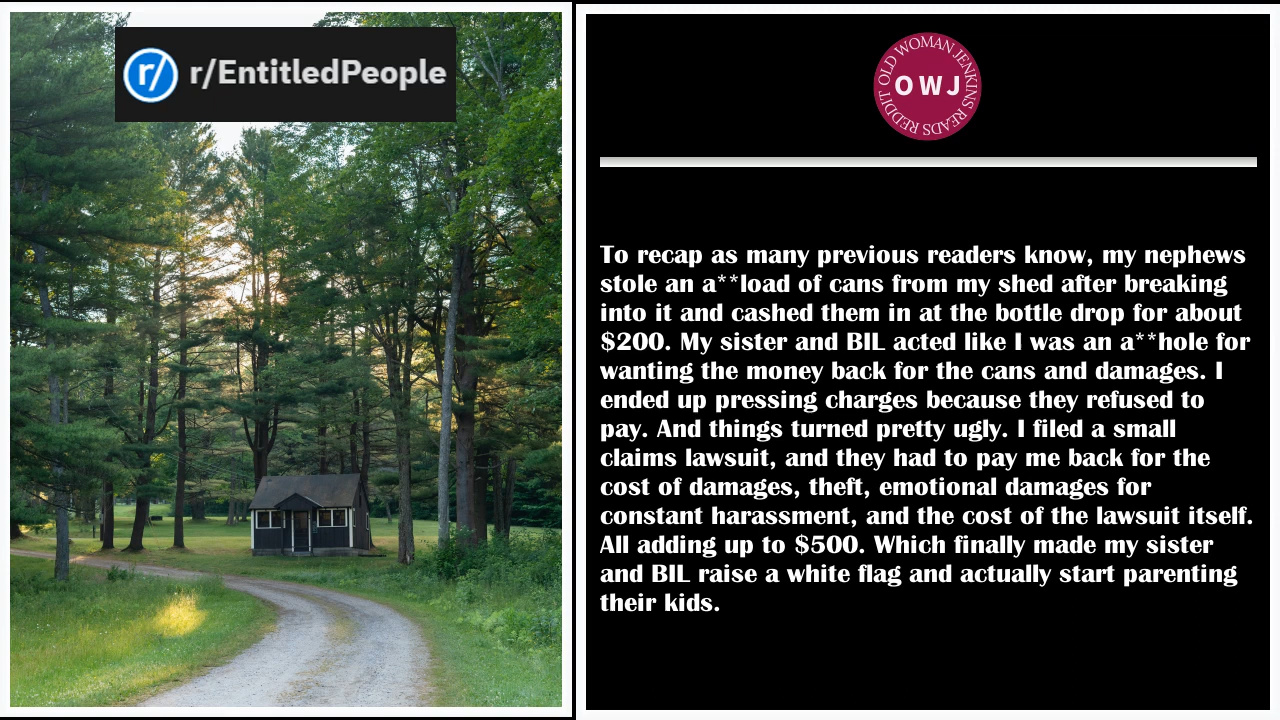 r/ r/EntitledPeople
OLD WOMAN JENKINS READS REDDIT
OWJ
To recap as many previous readers know, my nephews
stole an a**load of cans from my shed after breaking
into it and cashed them in at the bottle drop for about
$200. My sister and BIL acted like I was an a**hole for
wanting the money back for the cans and damages. I
ended up pressing charges because they refused to
pay. And things turned pretty ugly. I filed a small
claims lawsuit, and they had to pay me back for the
cost of damages, theft, emotional damages for
constant harassment, and the cost of the lawsuit itself.
All adding up to $500. Which finally made my sister
and BIL raise a white flag and actually start parenting
their kids.